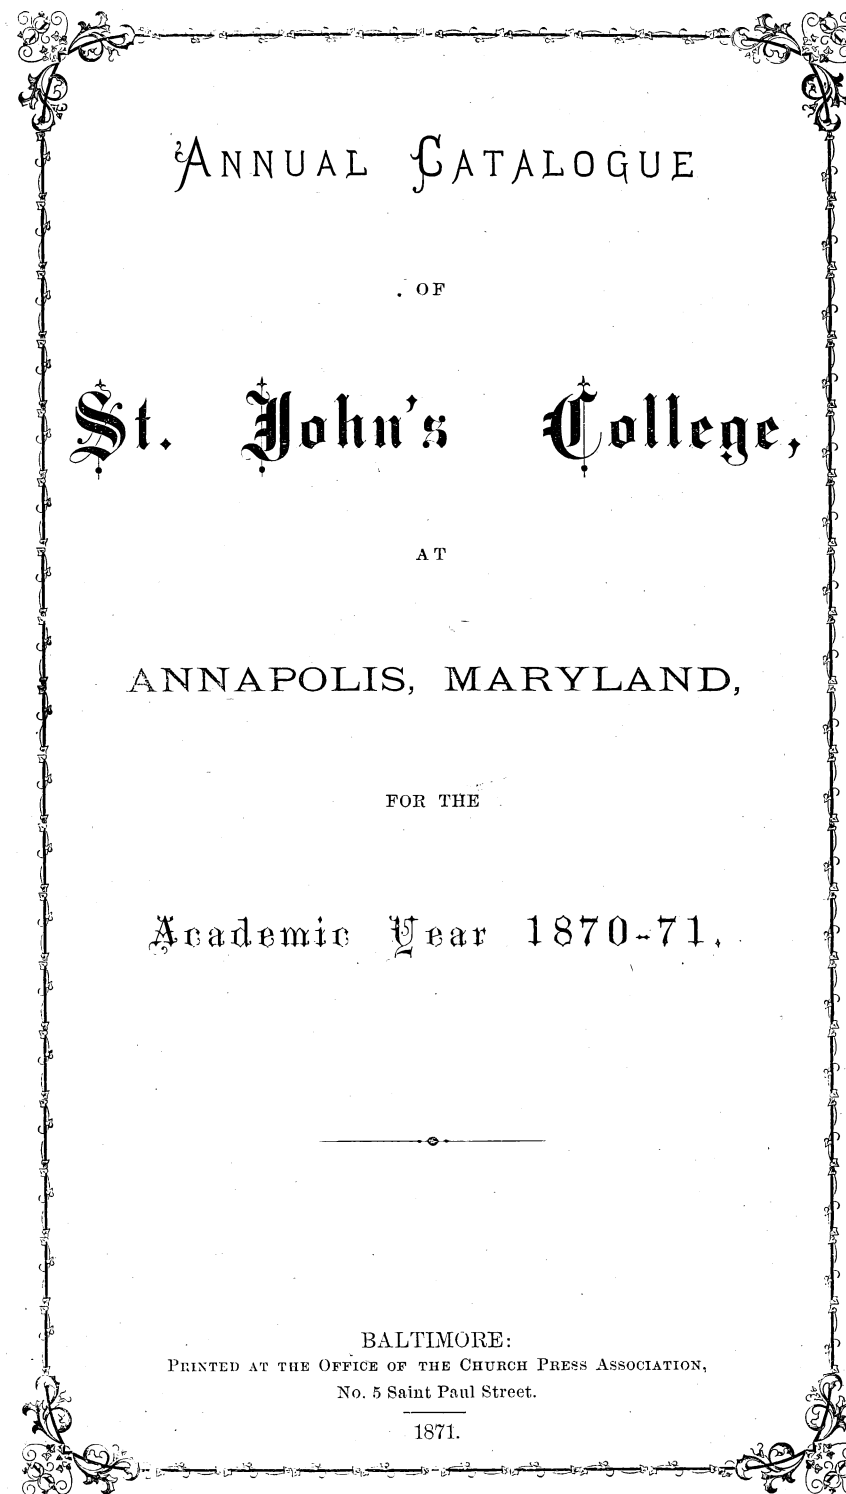 ANNUAL CATALOGUE
OF
St. John's College,
AT
ANNAPOLIS, MARYLAND,
FOR THE
Academic Year 1870-71.
BALTIMORE:
PRINTED AT THE OFFICE OF THE CHURCH PRESS ASSOCIATION,
No. 5 Saint Paul Street.
1871.